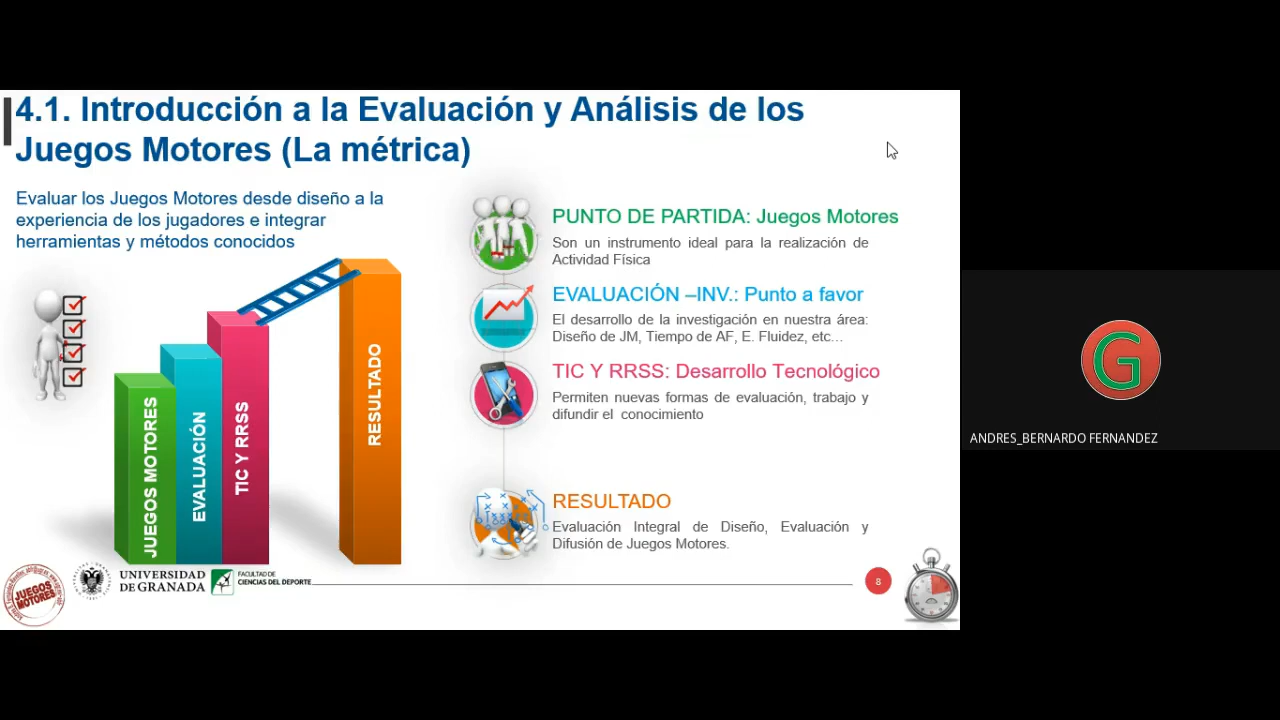 4.1. Introducción a la Evaluación y Análisis de los
Juegos Motores (La métrica)
Evaluar los Juegos Motores desde diseño a la
experiencia de los jugadores e integrar
herramientas y métodos conocidos
JUEGOS MOTORES
EVALUACIÓN
TIC Y RRSS
RESULTADO
PUNTO DE PARTIDA: Juegos Motores
Son un instrumento ideal para la realización de
Actividad Física
EVALUACIÓN –INV.: Punto a favor
El desarrollo de la investigación en nuestra área:
Diseño de JM, Tiempo de AF, E. Fluidez, etc...
TIC Y RRSS: Desarrollo Tecnológico
Permiten nuevas formas de evaluación, trabajo y
difundir el conocimiento
RESULTADO
Evaluación Integral de Diseño, Evaluación y
Difusión de Juegos Motores.
JUEGOS
MOTORES
UNIVERSIDAD
DE GRANADA
FACULTAD DE
CIENCIAS DEL DEPORTE
8
G
ANDRES_BERNARDO FERNANDEZ